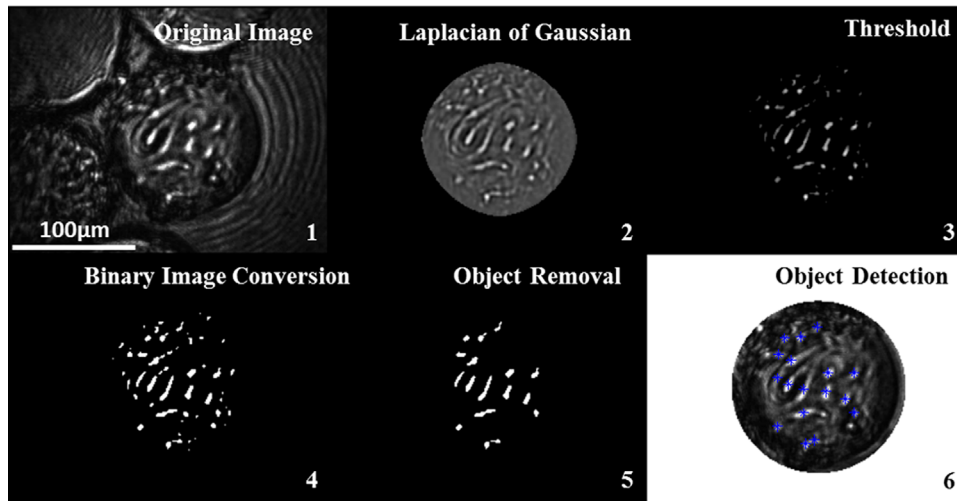 Original Image
100µm
1
Laplacian of Gaussian
2
Threshold
3
Binary Image Conversion
4
Object Removal
5
Object Detection
6